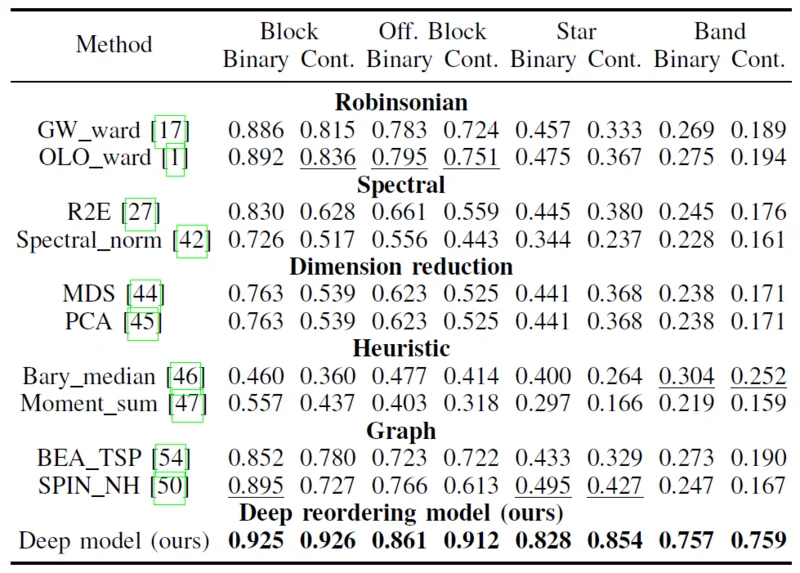 Method Block Off. Block Star Band
Binary Cont. Binary Cont. Binary Cont. Binary Cont.
Robinsonian
GW_ward [17] 0.886 0.815 0.783 0.724 0.457 0.333 0.269 0.189
OLO_ward [1] 0.892 0.836 0.795 0.751 0.475 0.367 0.275 0.194
Spectral
R2E [27] 0.830 0.628 0.661 0.559 0.445 0.380 0.245 0.176
Spectral_norm [42] 0.726 0.517 0.556 0.443 0.344 0.237 0.228 0.161
Dimension reduction
MDS [44] 0.763 0.539 0.623 0.525 0.441 0.368 0.238 0.171
PCA [45] 0.763 0.539 0.623 0.525 0.441 0.368 0.238 0.171
Heuristic
Bary_median [46] 0.460 0.360 0.477 0.414 0.400 0.264 0.304 0.252
Moment_sum [47] 0.557 0.437 0.403 0.318 0.297 0.166 0.219 0.159
Graph
BEA_TSP [54] 0.852 0.780 0.723 0.722 0.433 0.329 0.273 0.190
SPIN_NH [50] 0.895 0.727 0.766 0.613 0.495 0.427 0.247 0.167
Deep reordering model (ours)
Deep model (ours) 0.925 0.926 0.861 0.912 0.828 0.854 0.757 0.759